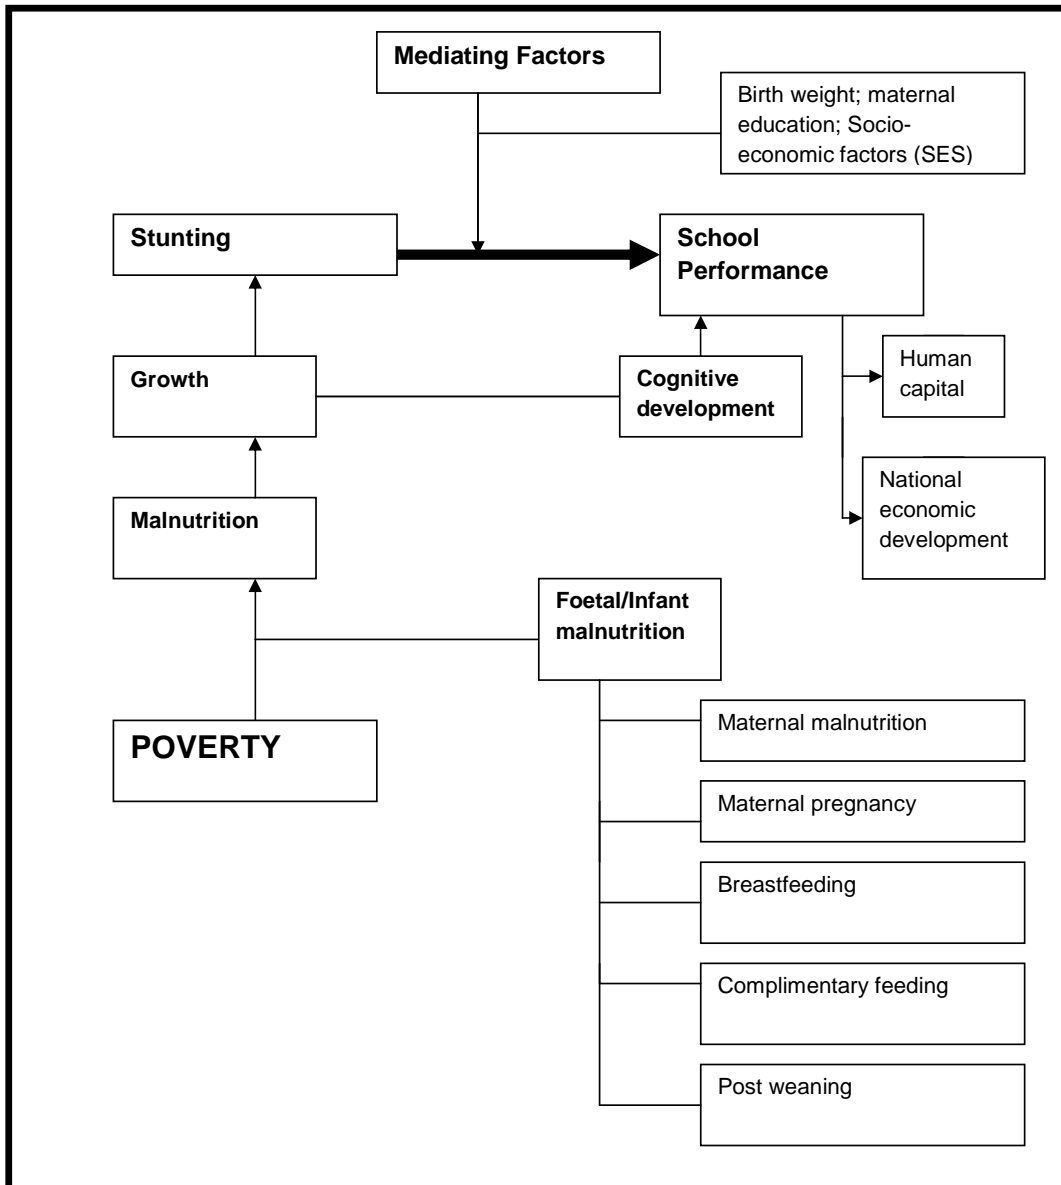 Mediating Factors
Birth weight; maternal
education; Socio-
economic factors (SES)
Stunting
School
Performance
Growth
Cognitive
development
Human
capital
Malnutrition
National
economic
development
Foetal/Infant
malnutrition
POVERTY
Maternal malnutrition
Maternal pregnancy
Breastfeeding
Complimentary feeding
Post weaning